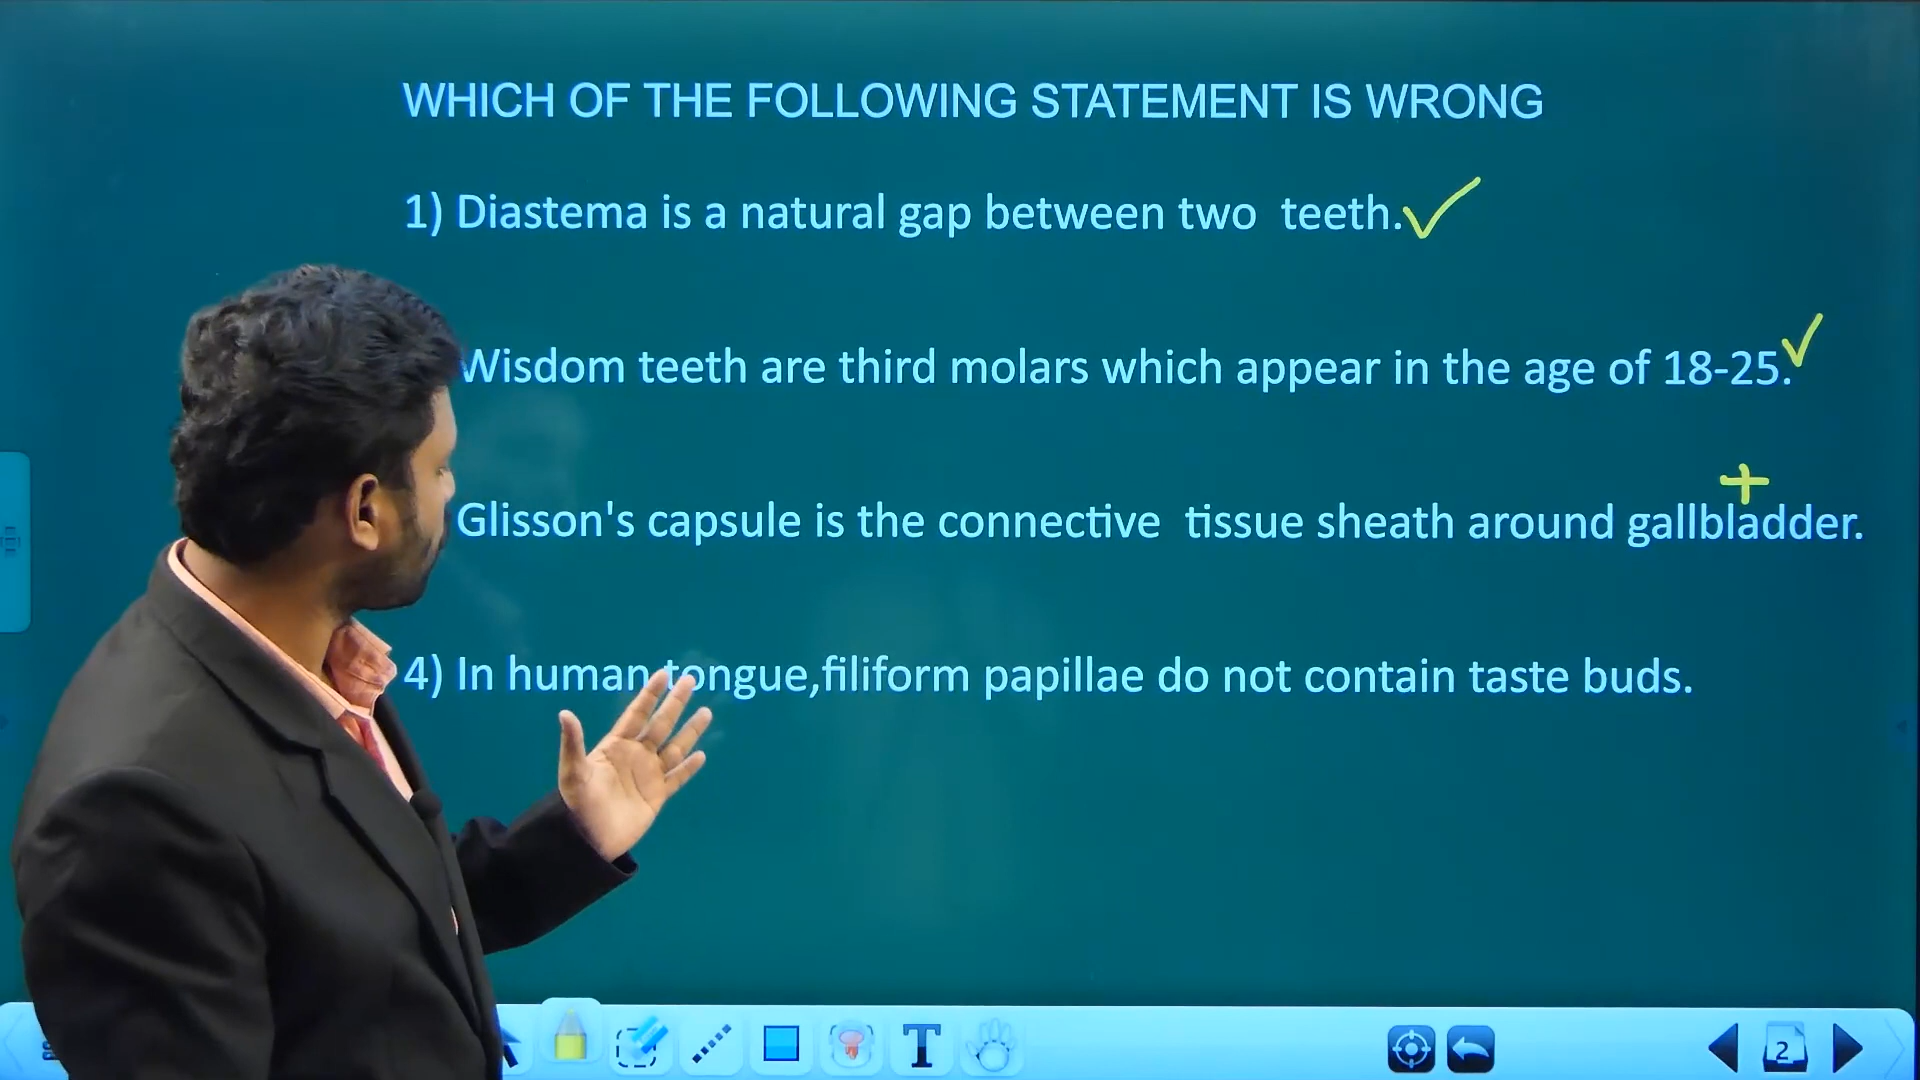 WHICH OF THE FOLLOWING STATEMENT IS WRONG
1) Diastema is a natural gap between two teeth.
Wisdom teeth are third molars which appear in the age of 18-25.
Glisson's capsule is the connective tissue sheath around gallbladder.
4) In human tongue,filiform papillae do not contain taste buds.
T
2